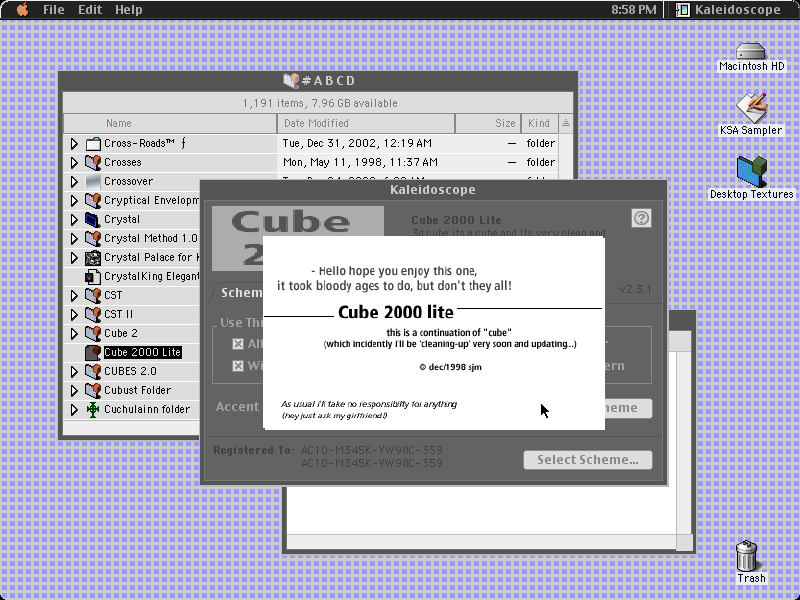 File Edit Help
8:58 PM
Kaleidoscope
Macintosh HD
KSA Sampler
Desktop Textures
#ABCD
1,191 items, 7.96 GB available
Name Date Modified Size Kind
Cross-Roads™ ƒ Tue, Dec 31, 2002, 12:19 AM — folder
Crosses Mon, May 11, 1998, 11:37 AM — folder
Crossover
Cryptical Envelopm
Crystal
Crystal Method 1.0
Crystal Palace for K
CrystalKing Elegant
CST
CST II
Cube 2
Cube 2000 Lite
CUBES 2.0
Cubust Folder
Cuchulainn folder
Kaleidoscope
Cube
2
Cube 2000 Lite
3d cube its a cube and its very clean and
v2.3.1
Schem
Use Thi
Alt
Wi
ern
Accent
heme
- Hello hope you enjoy this one,
it took bloody ages to do, but don't they all!
Cube 2000 lite
this is a continuation of "cube"
(which incidently i'll be 'cleaning-up' very soon and updating...)
© dec/1998 sjm
As usual i'll take no responsibilty for anything
(hey just ask my girlfriend!)
Registered To: AC10-M345K-YW98C-359
AC10-M345K-YW98C-359
Select Scheme...
Trash